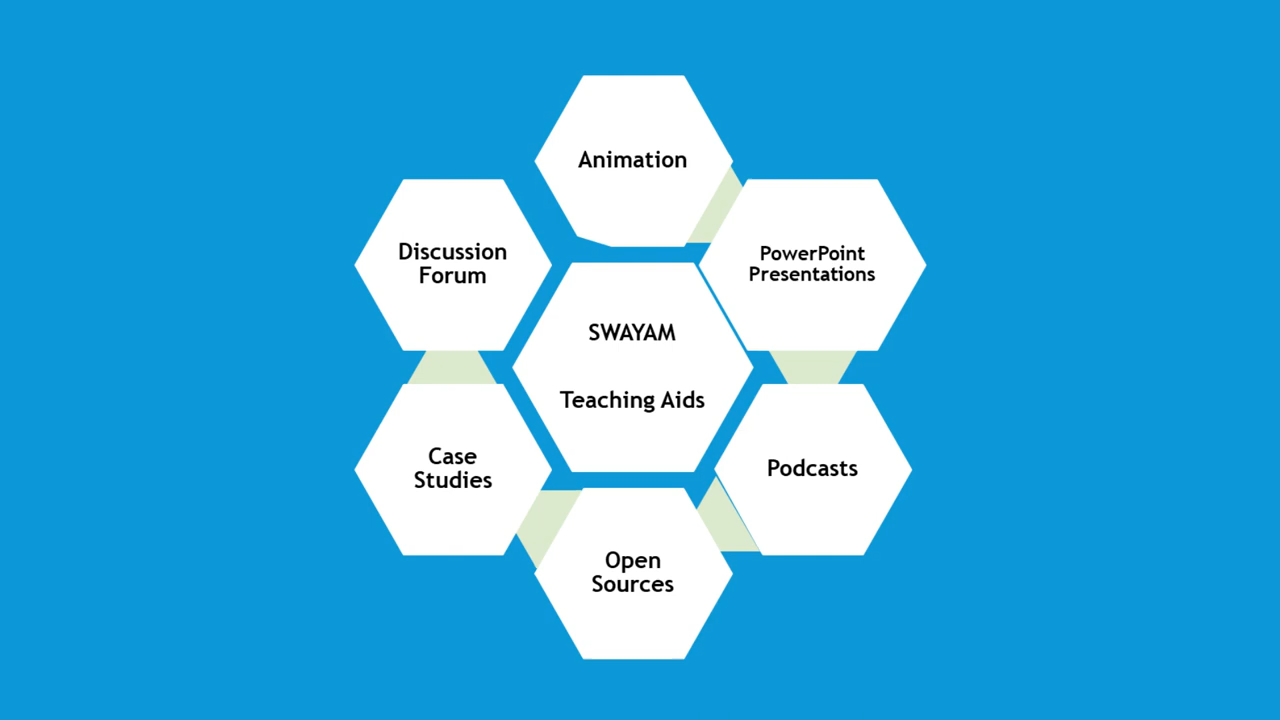 Animation
PowerPoint
Presentations
Podcasts
Open
Sources
Case
Studies
Discussion
Forum
SWAYAM
Teaching Aids